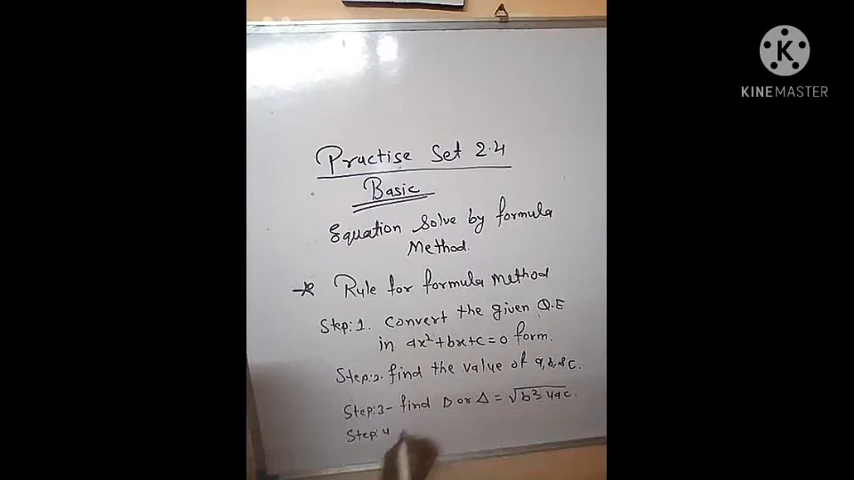 K
KINEMASTER
Practise Set 2.4
Basic
Equation Solve by formula
Method.
* Rule for formula Method
Step:1. Convert the given Q.E
in ax²+bx+c=0 form.
Step:2- find the value of a,b,&c.
Step:3- find D or Δ = √b²-4ac.
Step:4